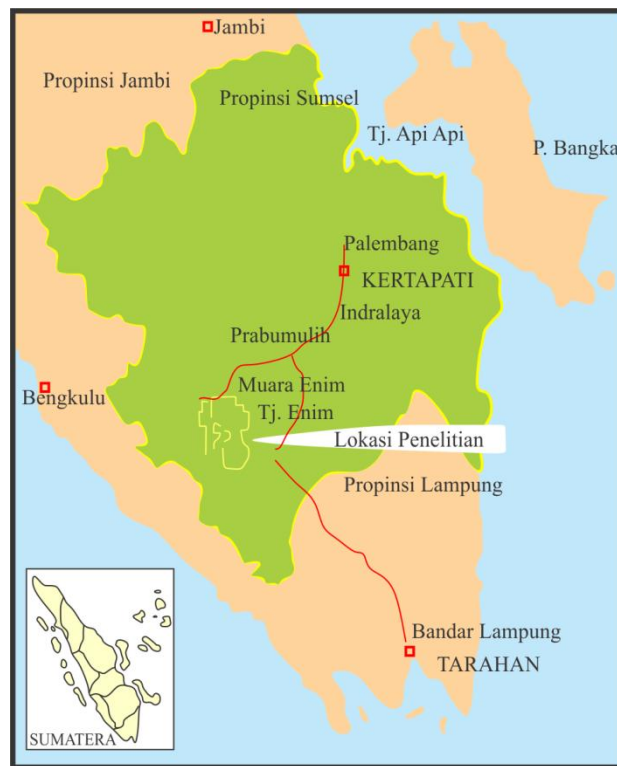 Jambi
Propinsi Jambi
Propinsi Sumsel
Tj. Api Api
P. Bangka
Palembang
KERTAPATI
Indralaya
Prabumulih
Muara Enim
Bengkulu
Tj. Enim
Lokasi Penelitian
Propinsi Lampung
Bandar Lampung
TARAHAN
SUMATERA